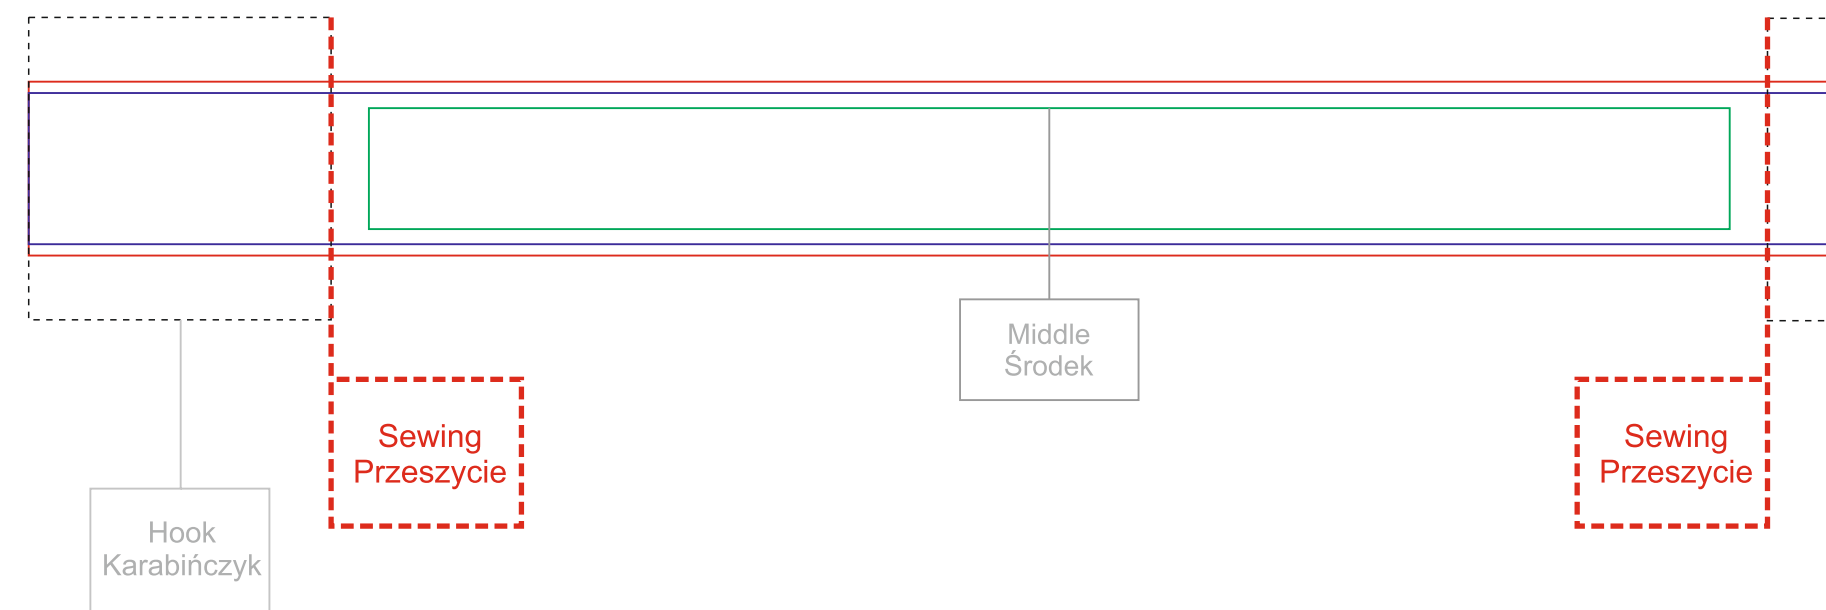 Middle
Środek
Sewing
Przeszycie
Sewing
Przeszycie
Hook
Karabińczyk